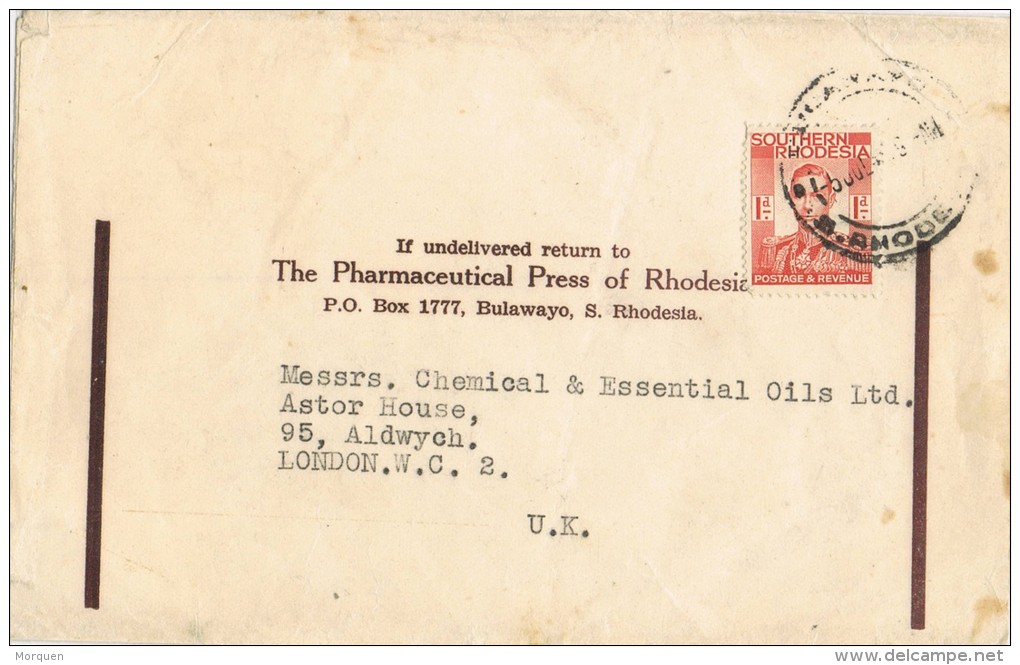 SOUTHERN
RHODESIA
1d
1d
POSTAGE & REVENUE
If undelivered return to
The Pharmaceutical Press of Rhodesia
P.O. Box 1777, Bulawayo, S. Rhodesia.
Messrs. Chemical & Essential Oils Ltd.
Astor House,
95, Aldwych.
LONDON.W.C. 2.
U.K.
Morquen
www.delcampe.net